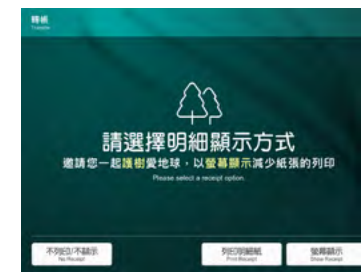 轉帳
Transfer
請選擇明細顯示方式
邀請您一起護樹愛地球，以螢幕顯示減少紙張的列印
Please select a receipt option.
不列印/不顯示
No Receipt
列印明細紙
Print Receipt
螢幕顯示
Show Receipt